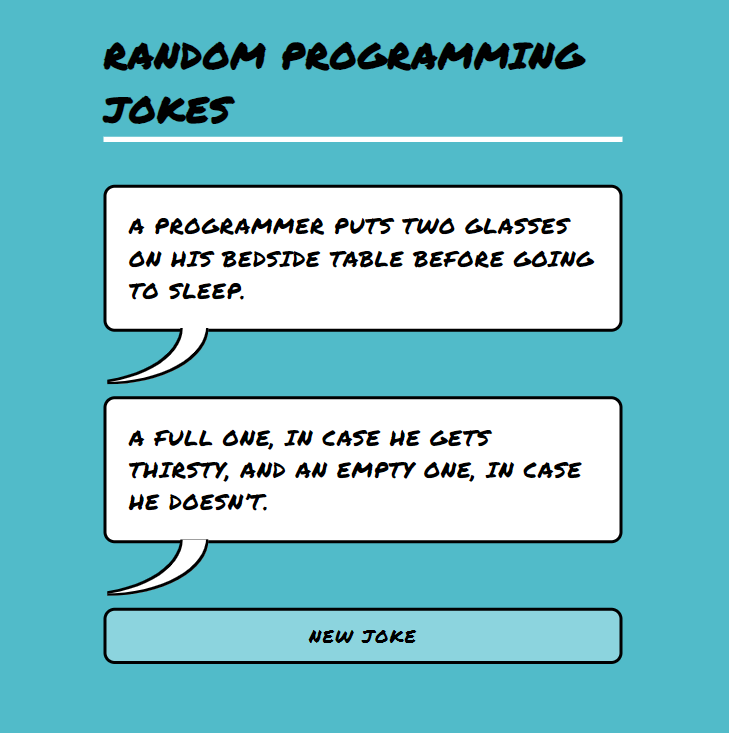 RANDOM PROGRAMMING
JOKES
A PROGRAMMER PUTS TWO GLASSES
ON HIS BEDSIDE TABLE BEFORE GOING
TO SLEEP.
A FULL ONE, IN CASE HE GETS
THIRSTY, AND AN EMPTY ONE, IN CASE
HE DOESN'T.
NEW JOKE